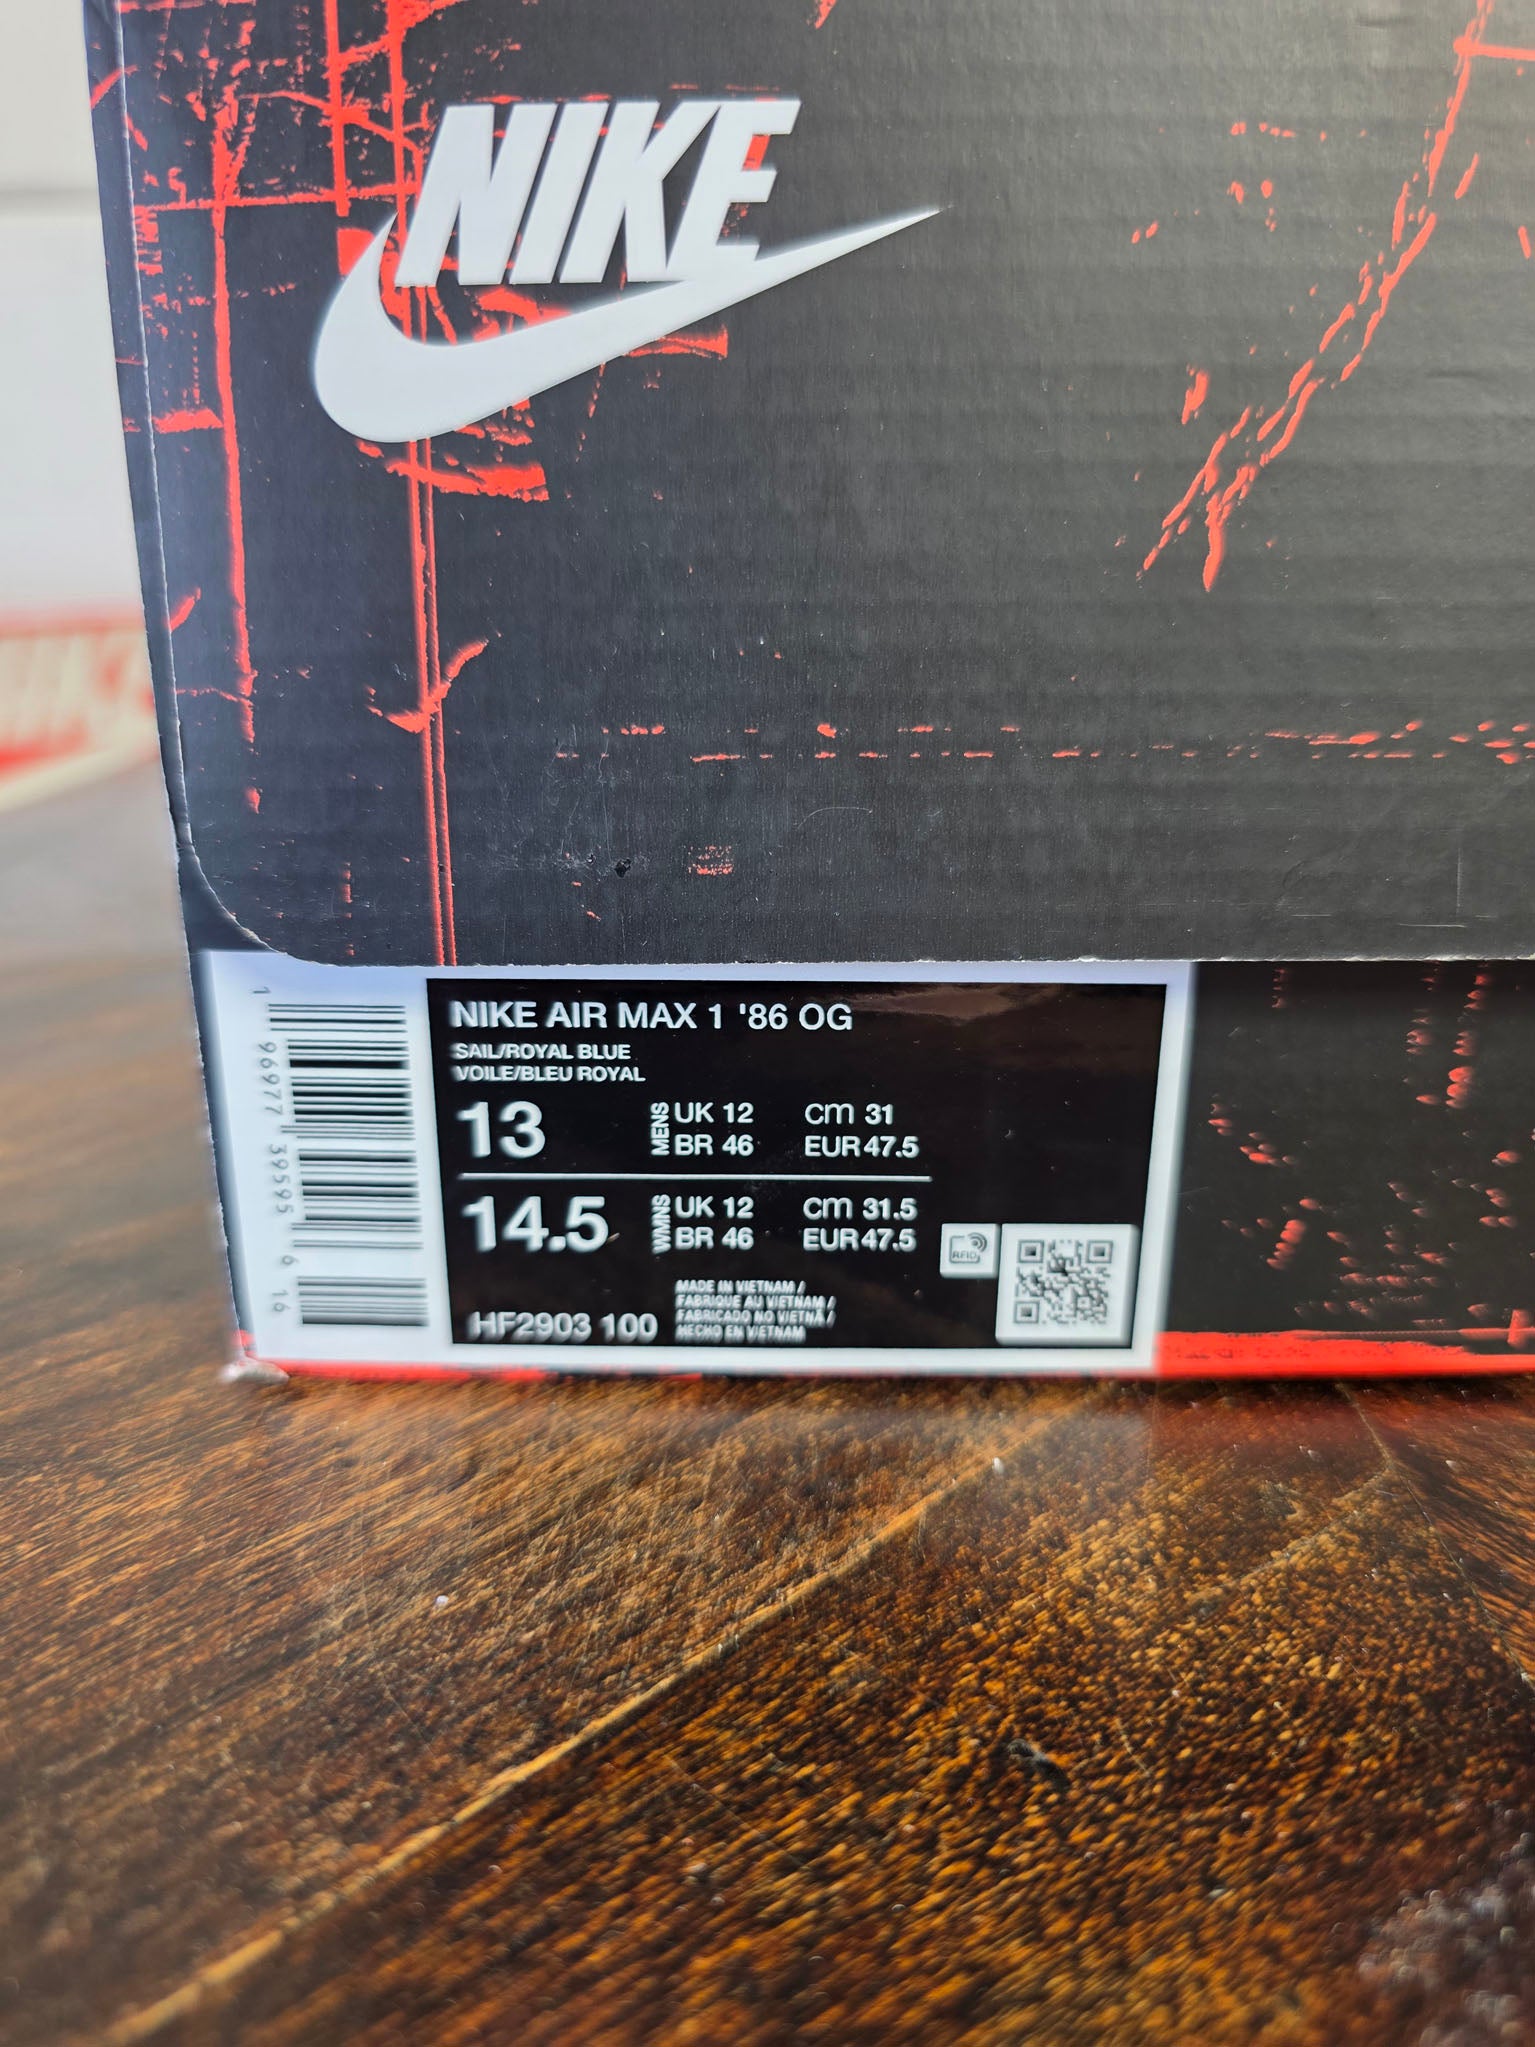 NIKE
NIKE AIR MAX 1 '86 OG
SAIL/ROYAL BLUE
VOILE/BLEU ROYAL
13 MENS UK 12 cm 31
BR 46 EUR 47.5
14.5 WMNS UK 12 cm 31.5
BR 46 EUR 47.5
HF2903 100
MADE IN VIETNAM /
FABRIQUE AU VIETNAM /
FABRICADO NO VIETNÃ /
HECHO EN VIETNAM
RFID
1 96977 39595 6 16
NIKE